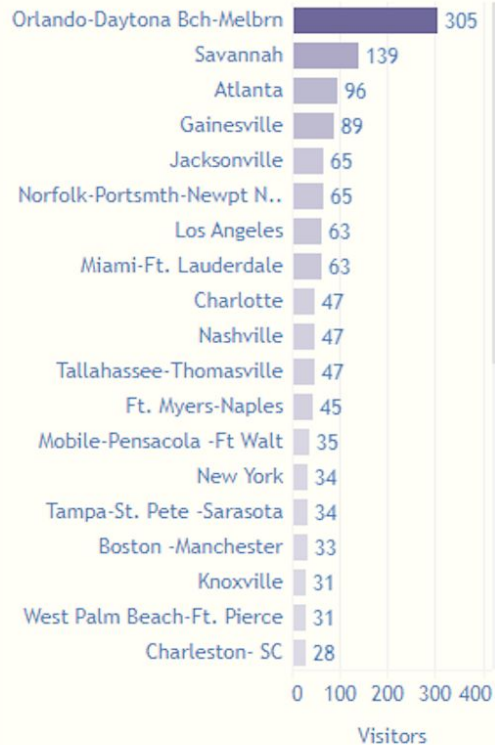 Orlando-Daytona Bch-Melbrn 305
Savannah 139
Atlanta 96
Gainesville 89
Jacksonville 65
Norfolk-Portsmth-Newpt N.. 65
Los Angeles 63
Miami-Ft. Lauderdale 63
Charlotte 47
Nashville 47
Tallahassee-Thomasville 47
Ft. Myers-Naples 45
Mobile-Pensacola -Ft Walt 35
New York 34
Tampa-St. Pete -Sarasota 34
Boston -Manchester 33
Knoxville 31
West Palm Beach-Ft. Pierce 31
Charleston- SC 28
0 100 200 300 400
Visitors